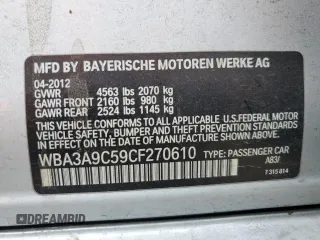 MFD BY BAYERISCHE MOTOREN WERKE AG
04-2012
GVWR 4563 lbs 2070 kg
GAWR FRONT 2160 lbs 980 kg
GAWR REAR 2524 lbs 1145 kg
THIS VEHICLE CONFORMS TO ALL APPLICABLE
U.S. FEDERAL MOTOR VEHICLE SAFETY,
BUMPER, AND THEFT PREVENTION STANDARDS
IN EFFECT ON THE DATE OF MANUFACTURE
SHOWN ABOVE.
WBA3A9C59CF270610 TYPE: PASSENGER CAR
A83/
7 315 814
DREAMBID